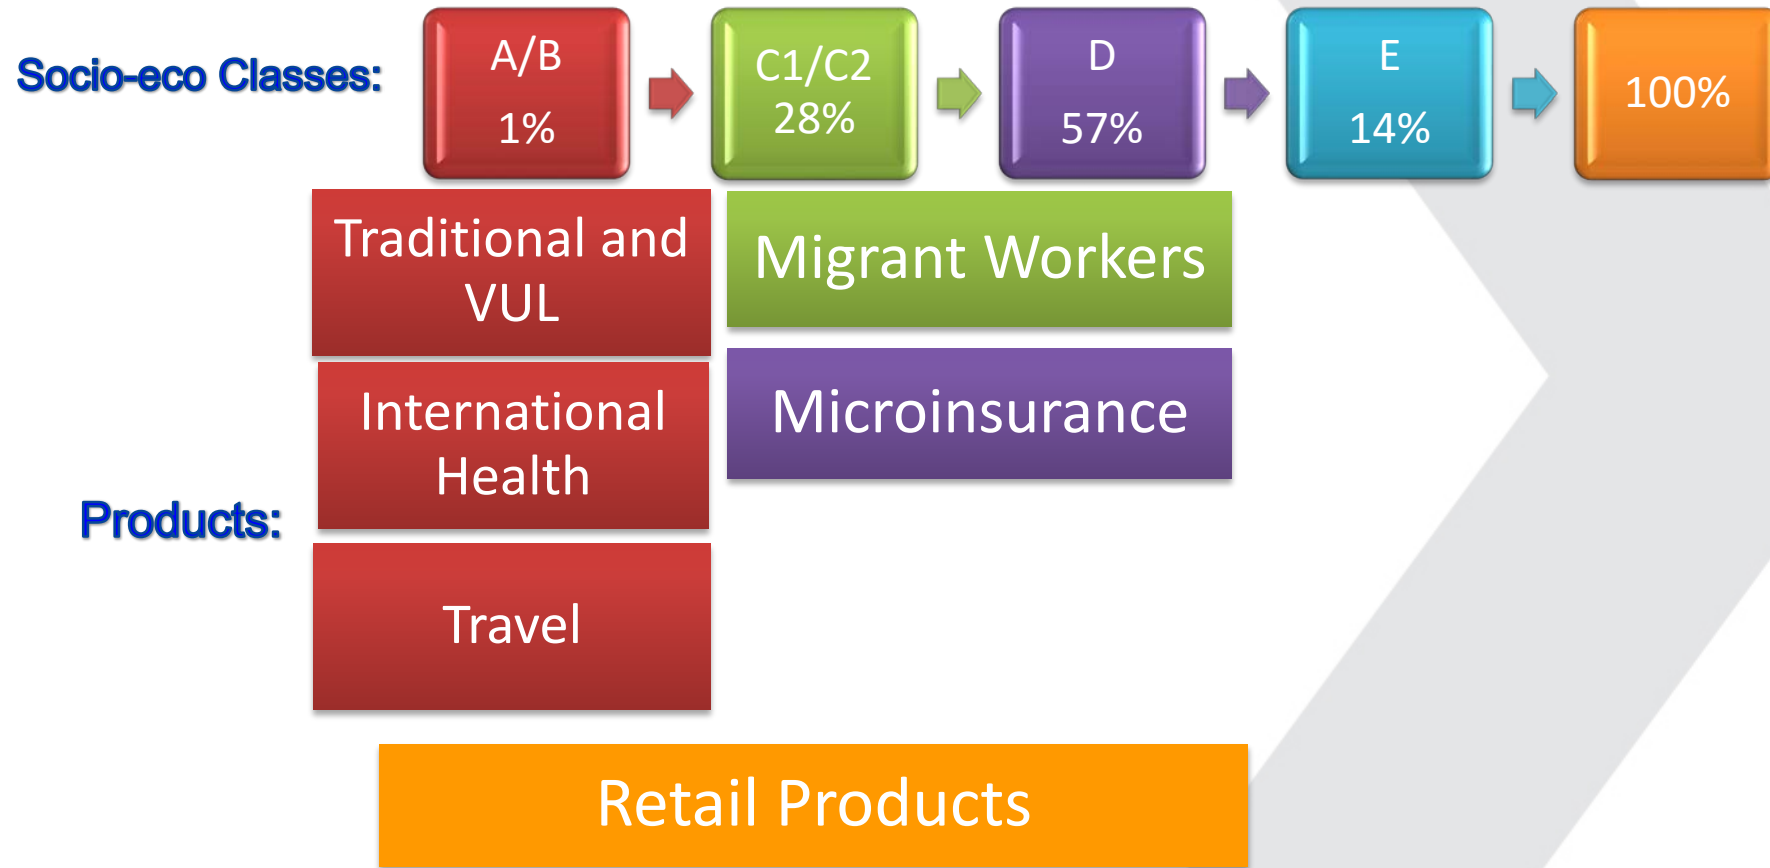 Socio-eco Classes:
A/B
1%
C1/C2
28%
D
57%
E
14%
100%
Traditional and
VUL
Migrant Workers
International
Health
Microinsurance
Products:
Travel
Retail Products